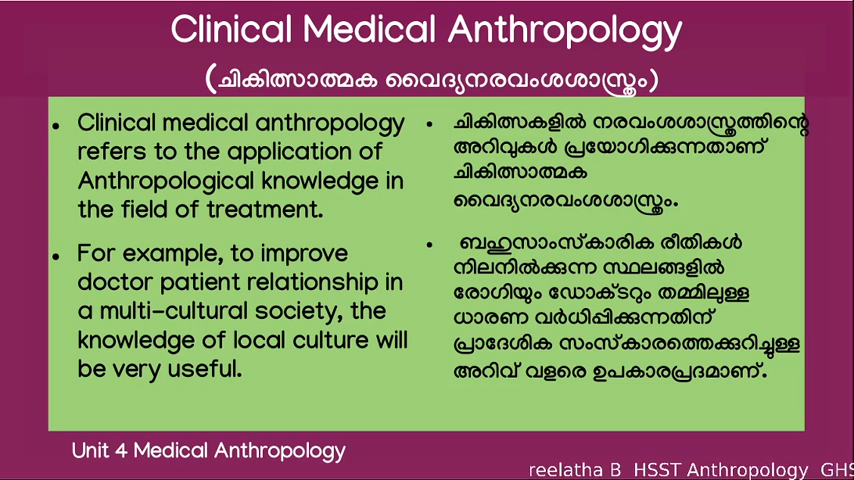 Clinical Medical Anthropology
(ചികിത്സാത്മക വൈദ്യനരവംശശാസ്ത്രം)
• Clinical medical anthropology
refers to the application of
Anthropological knowledge in
the field of treatment.
• For example, to improve
doctor patient relationship in
a multi-cultural society, the
knowledge of local culture will
be very useful.
• ചികിത്സകളിൽ നരവംശശാസ്ത്രത്തിന്റെ
അറിവുകൾ പ്രയോഗിക്കുന്നതാണ്
ചികിത്സാത്മക
വൈദ്യനരവംശശാസ്ത്രം.
• ബഹുസാംസ്കാരിക രീതികൾ
നിലനിൽക്കുന്ന സ്ഥലങ്ങളിൽ
രോഗിയും ഡോക്ടറും തമ്മിലുള്ള
ധാരണ വർധിപ്പിക്കുന്നതിന്
പ്രാദേശിക സംസ്കാരത്തെക്കുറിച്ചുള്ള
അറിവ് വളരെ ഉപകാരപ്രദമാണ്.
Unit 4 Medical Anthropology
reelatha B HSST Anthropology GHS